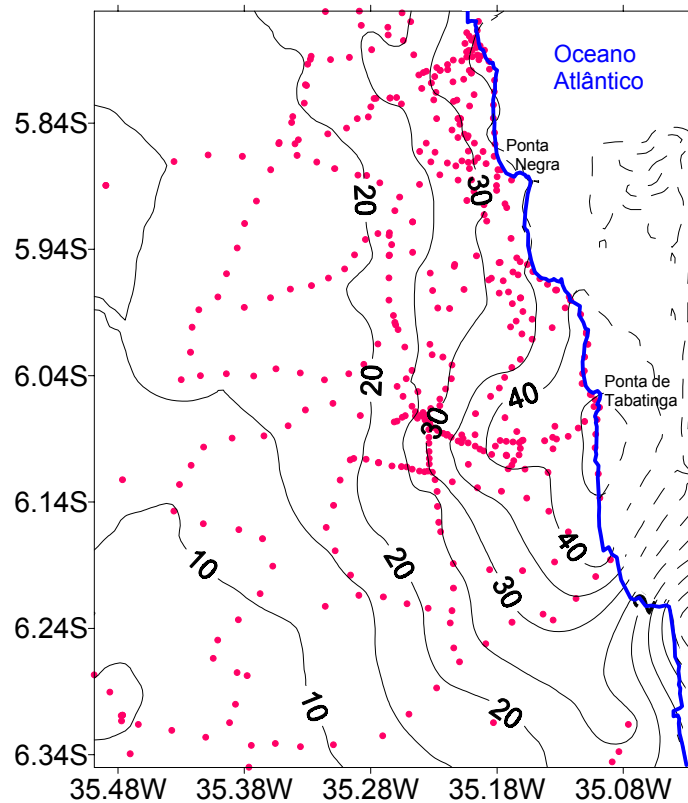 Oceano
Atlântico
5.84S
Ponta
Negra
30
20
5.94S
6.04S
20
40
Ponta de
Tabatinga
30
6.14S
10
20
40
30
6.24S
10
20
6.34S
35.48W
35.38W
35.28W
35.18W
35.08W